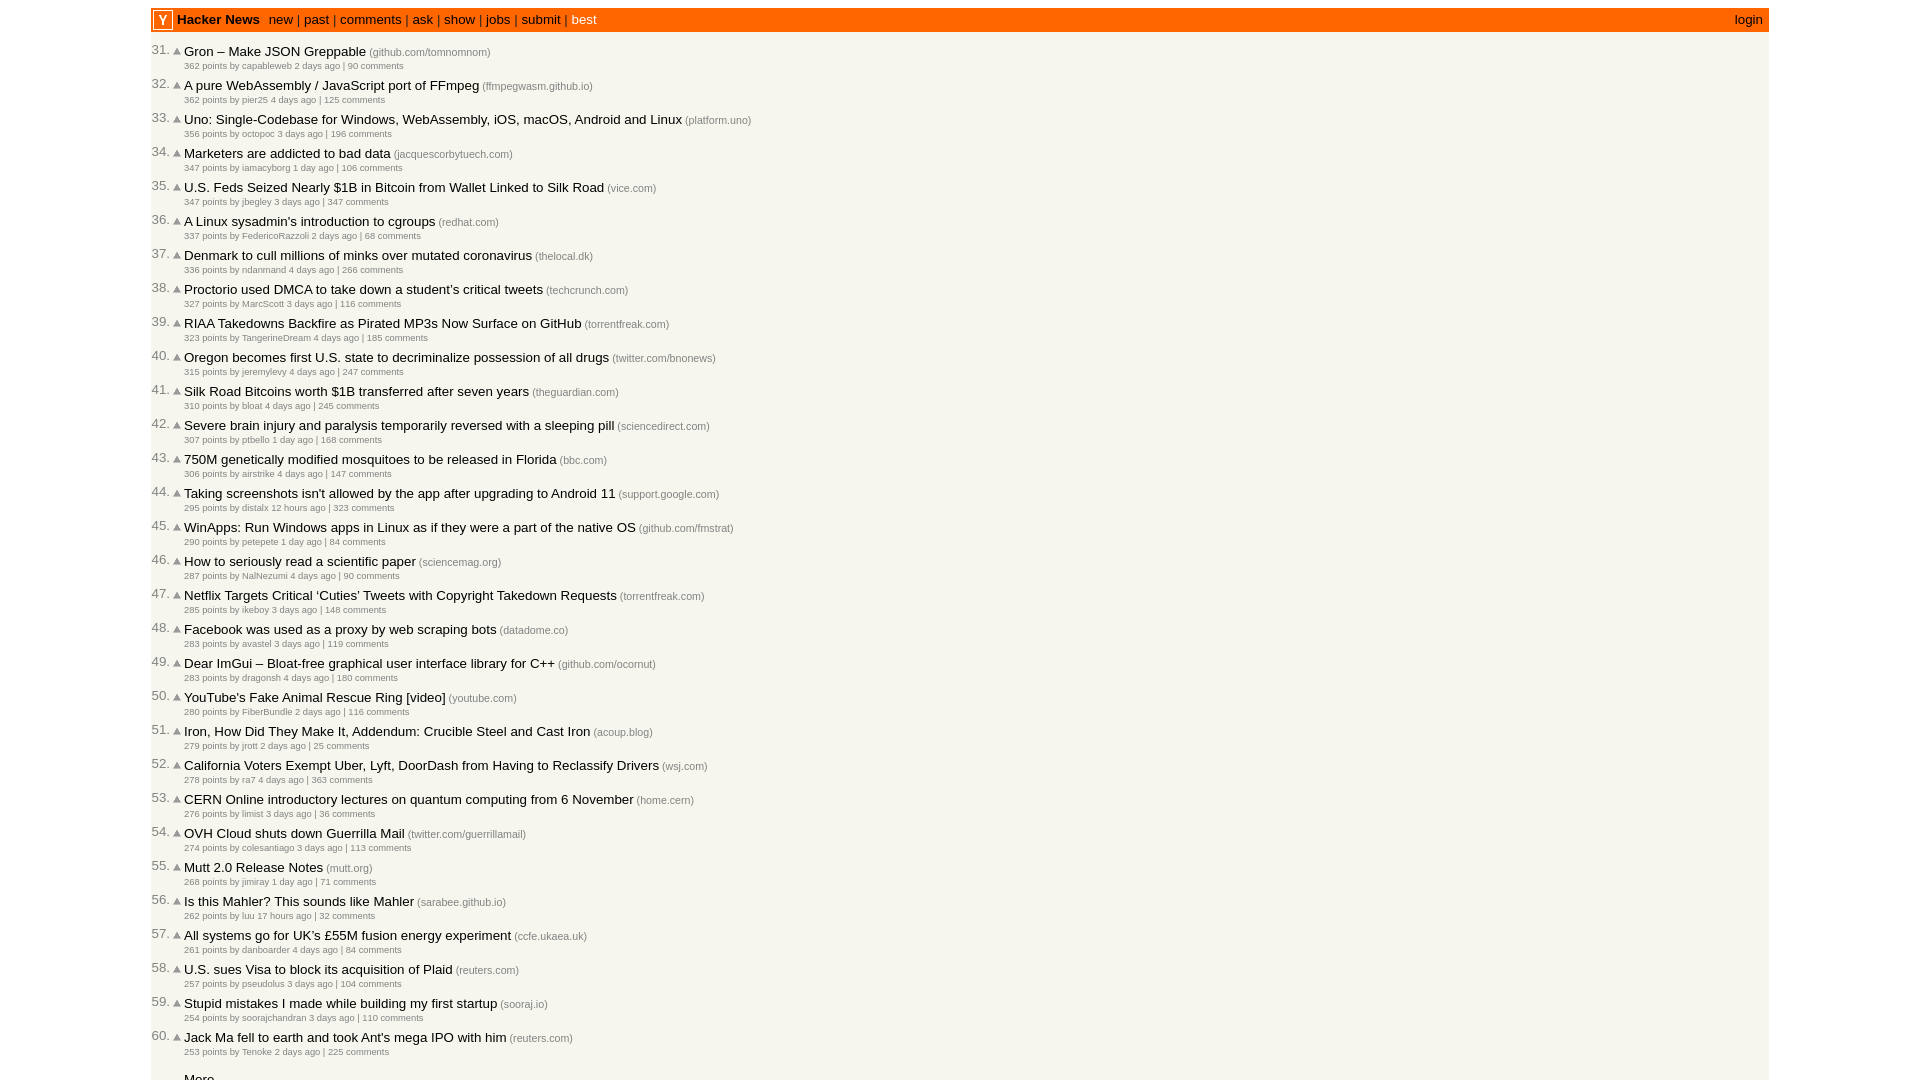 Y Hacker News new | past | comments | ask | show | jobs | submit | best login
31. Gron – Make JSON Greppable (github.com/tomnomnom)
362 points by capableweb 2 days ago | 90 comments
32. A pure WebAssembly / JavaScript port of FFmpeg (ffmpegwasm.github.io)
362 points by pier25 4 days ago | 125 comments
33. Uno: Single-Codebase for Windows, WebAssembly, iOS, macOS, Android and Linux (platform.uno)
356 points by octopoc 3 days ago | 196 comments
34. Marketers are addicted to bad data (jacquescorbytuech.com)
347 points by iamacyborg 1 day ago | 106 comments
35. U.S. Feds Seized Nearly $1B in Bitcoin from Wallet Linked to Silk Road (vice.com)
347 points by jbegley 3 days ago | 347 comments
36. A Linux sysadmin's introduction to cgroups (redhat.com)
337 points by FedericoRazzoli 2 days ago | 68 comments
37. Denmark to cull millions of minks over mutated coronavirus (thelocal.dk)
336 points by ndanmand 4 days ago | 266 comments
38. Proctorio used DMCA to take down a student’s critical tweets (techcrunch.com)
327 points by MarcScott 3 days ago | 116 comments
39. RIAA Takedowns Backfire as Pirated MP3s Now Surface on GitHub (torrentfreak.com)
323 points by TangerineDream 4 days ago | 185 comments
40. Oregon becomes first U.S. state to decriminalize possession of all drugs (twitter.com/bnonews)
315 points by jeremylevy 4 days ago | 247 comments
41. Silk Road Bitcoins worth $1B transferred after seven years (theguardian.com)
310 points by bloat 4 days ago | 245 comments
42. Severe brain injury and paralysis temporarily reversed with a sleeping pill (sciencedirect.com)
307 points by ptbello 1 day ago | 168 comments
43. 750M genetically modified mosquitoes to be released in Florida (bbc.com)
306 points by airstrike 4 days ago | 147 comments
44. Taking screenshots isn't allowed by the app after upgrading to Android 11 (support.google.com)
295 points by distalx 12 hours ago | 323 comments
45. WinApps: Run Windows apps in Linux as if they were a part of the native OS (github.com/fmstrat)
290 points by petepete 1 day ago | 84 comments
46. How to seriously read a scientific paper (sciencemag.org)
287 points by NalNezumi 4 days ago | 90 comments
47. Netflix Targets Critical ‘Cuties’ Tweets with Copyright Takedown Requests (torrentfreak.com)
285 points by ikeboy 3 days ago | 148 comments
48. Facebook was used as a proxy by web scraping bots (datadome.co)
283 points by avastel 3 days ago | 119 comments
49. Dear ImGui – Bloat-free graphical user interface library for C++ (github.com/ocornut)
283 points by dragonsh 4 days ago | 180 comments
50. YouTube's Fake Animal Rescue Ring [video] (youtube.com)
280 points by FiberBundle 2 days ago | 116 comments
51. Iron, How Did They Make It, Addendum: Crucible Steel and Cast Iron (acoup.blog)
279 points by jrott 2 days ago | 25 comments
52. California Voters Exempt Uber, Lyft, DoorDash from Having to Reclassify Drivers (wsj.com)
278 points by ra7 4 days ago | 363 comments
53. CERN Online introductory lectures on quantum computing from 6 November (home.cern)
276 points by limist 3 days ago | 36 comments
54. OVH Cloud shuts down Guerrilla Mail (twitter.com/guerrillamail)
274 points by colesantiago 3 days ago | 113 comments
55. Mutt 2.0 Release Notes (mutt.org)
268 points by jimiray 1 day ago | 71 comments
56. Is this Mahler? This sounds like Mahler (sarabee.github.io)
262 points by luu 17 hours ago | 32 comments
57. All systems go for UK’s £55M fusion energy experiment (ccfe.ukaea.uk)
261 points by danboarder 4 days ago | 84 comments
58. U.S. sues Visa to block its acquisition of Plaid (reuters.com)
257 points by pseudolus 3 days ago | 104 comments
59. Stupid mistakes I made while building my first startup (sooraj.io)
254 points by soorajchandran 3 days ago | 110 comments
60. Jack Ma fell to earth and took Ant's mega IPO with him (reuters.com)
253 points by Tenoke 2 days ago | 225 comments
More